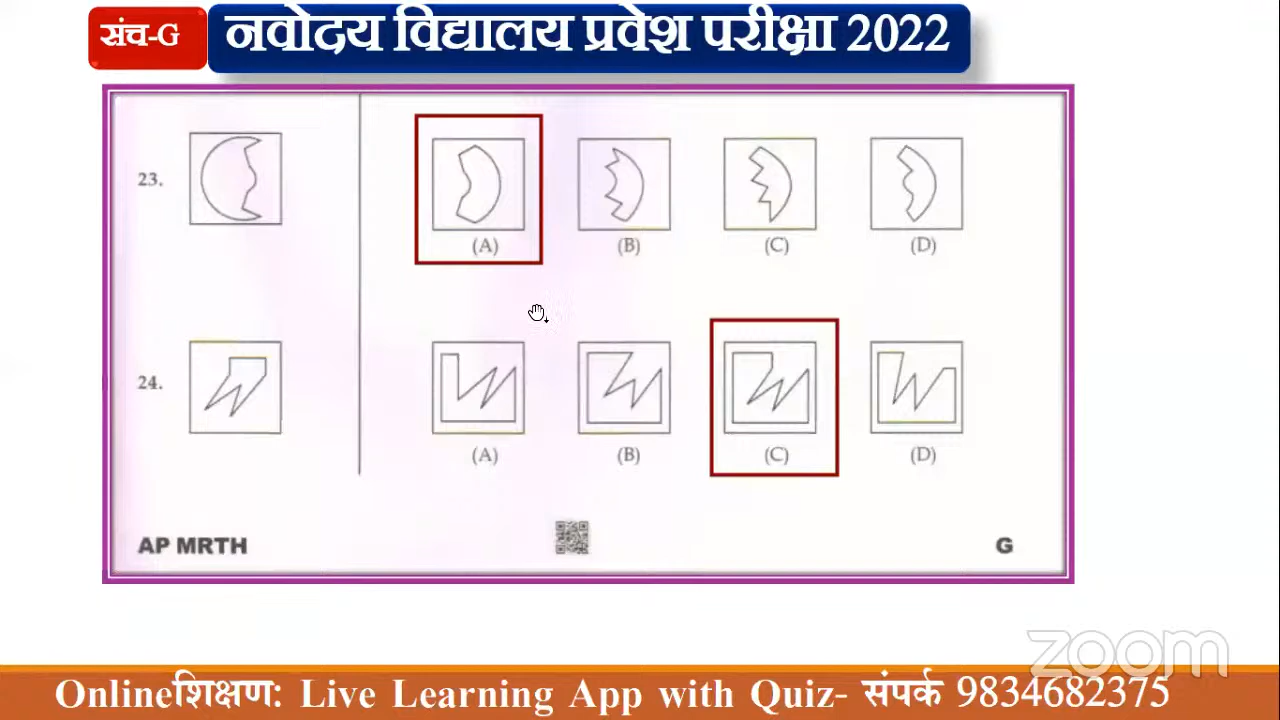 संच-G
नवोदय विद्यालय प्रवेश परीक्षा 2022
23.
(A) (B) (C) (D)
24.
(A) (B) (C) (D)
AP MRTH G
zoom
Onlineशिक्षण: Live Learning App with Quiz- संपर्क 9834682375